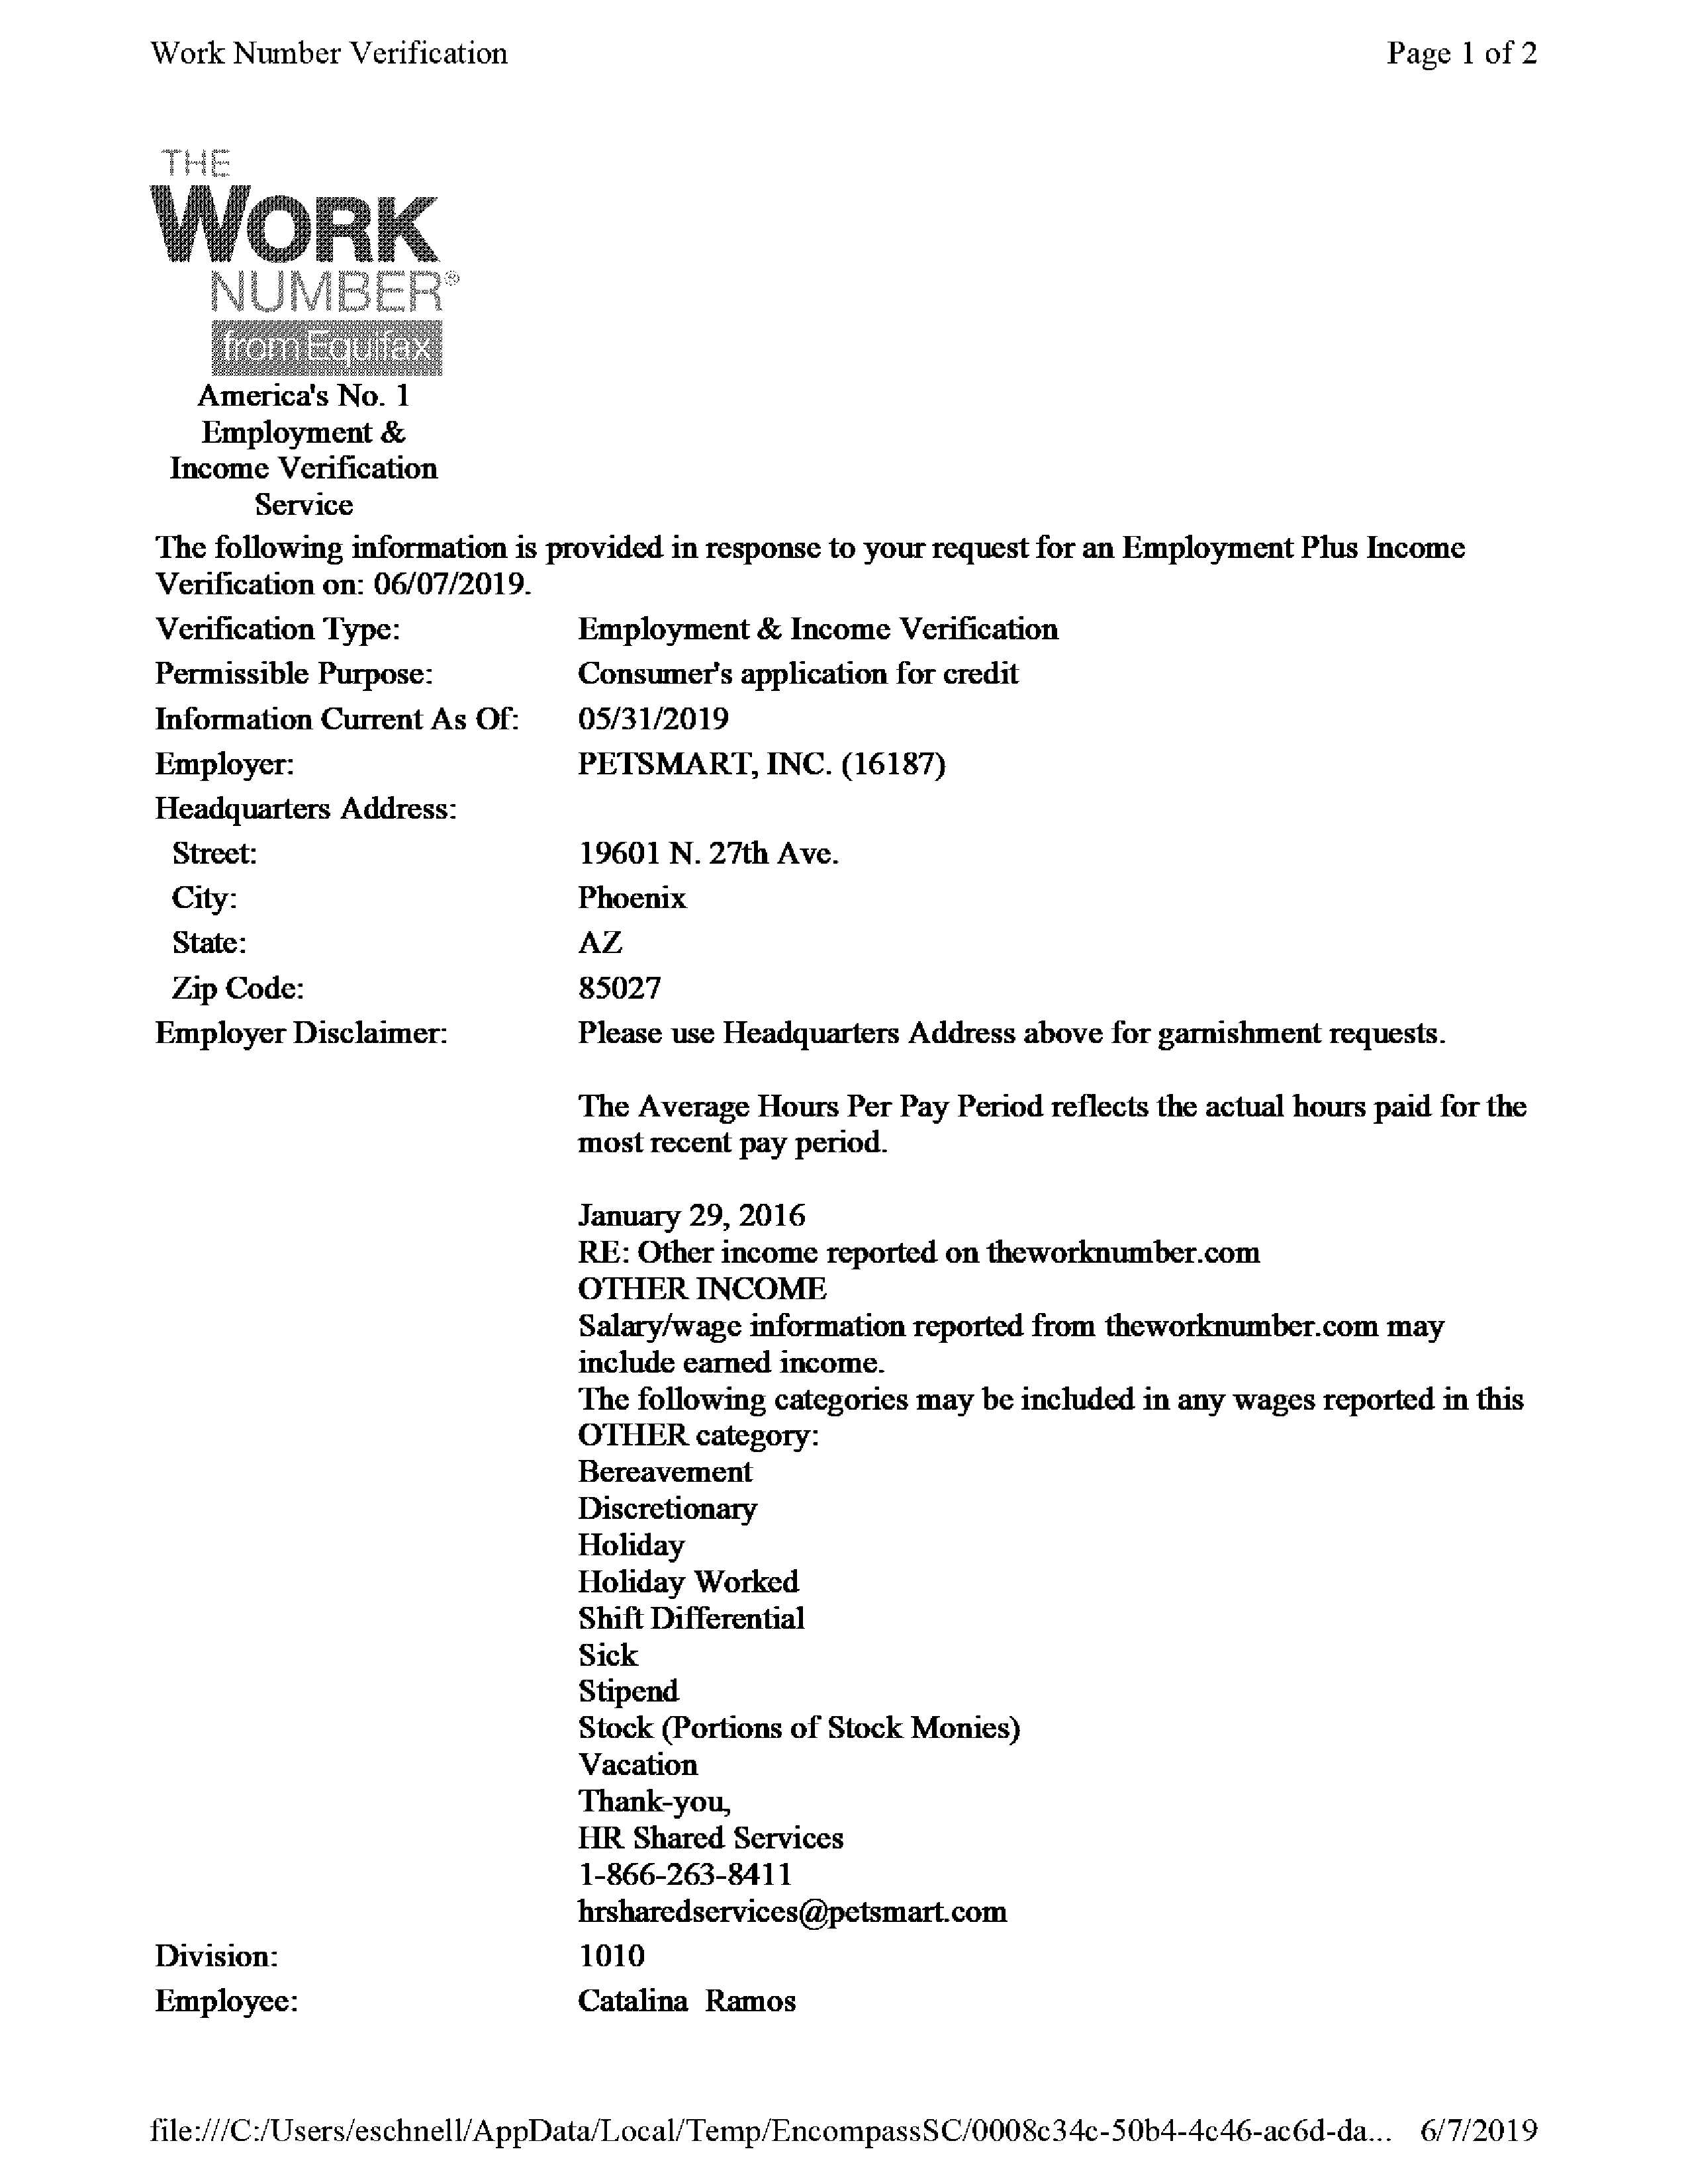 Work Number Verification Page 1 of 2
THE
WORK
NUMBER®
from Equifax
America's No. 1
Employment &
Income Verification
Service
The following information is provided in response to your request for an Employment Plus Income
Verification on: 06/07/2019.
Verification Type: Employment & Income Verification
Permissible Purpose: Consumer's application for credit
Information Current As Of: 05/31/2019
Employer: PETSMART, INC. (16187)
Headquarters Address:
Street: 19601 N. 27th Ave.
City: Phoenix
State: AZ
Zip Code: 85027
Employer Disclaimer: Please use Headquarters Address above for garnishment requests.
The Average Hours Per Pay Period reflects the actual hours paid for the
most recent pay period.
January 29, 2016
RE: Other income reported on theworknumber.com
OTHER INCOME
Salary/wage information reported from theworknumber.com may
include earned income.
The following categories may be included in any wages reported in this
OTHER category:
Bereavement
Discretionary
Holiday
Holiday Worked
Shift Differential
Sick
Stipend
Stock (Portions of Stock Monies)
Vacation
Thank-you,
HR Shared Services
1-866-263-8411
hrsharedservices@petsmart.com
Division: 1010
Employee: Catalina Ramos
file:///C:/Users/eschnell/AppData/Local/Temp/EncompassSC/0008c34c-50b4-4c46-ac6d-da... 6/7/2019